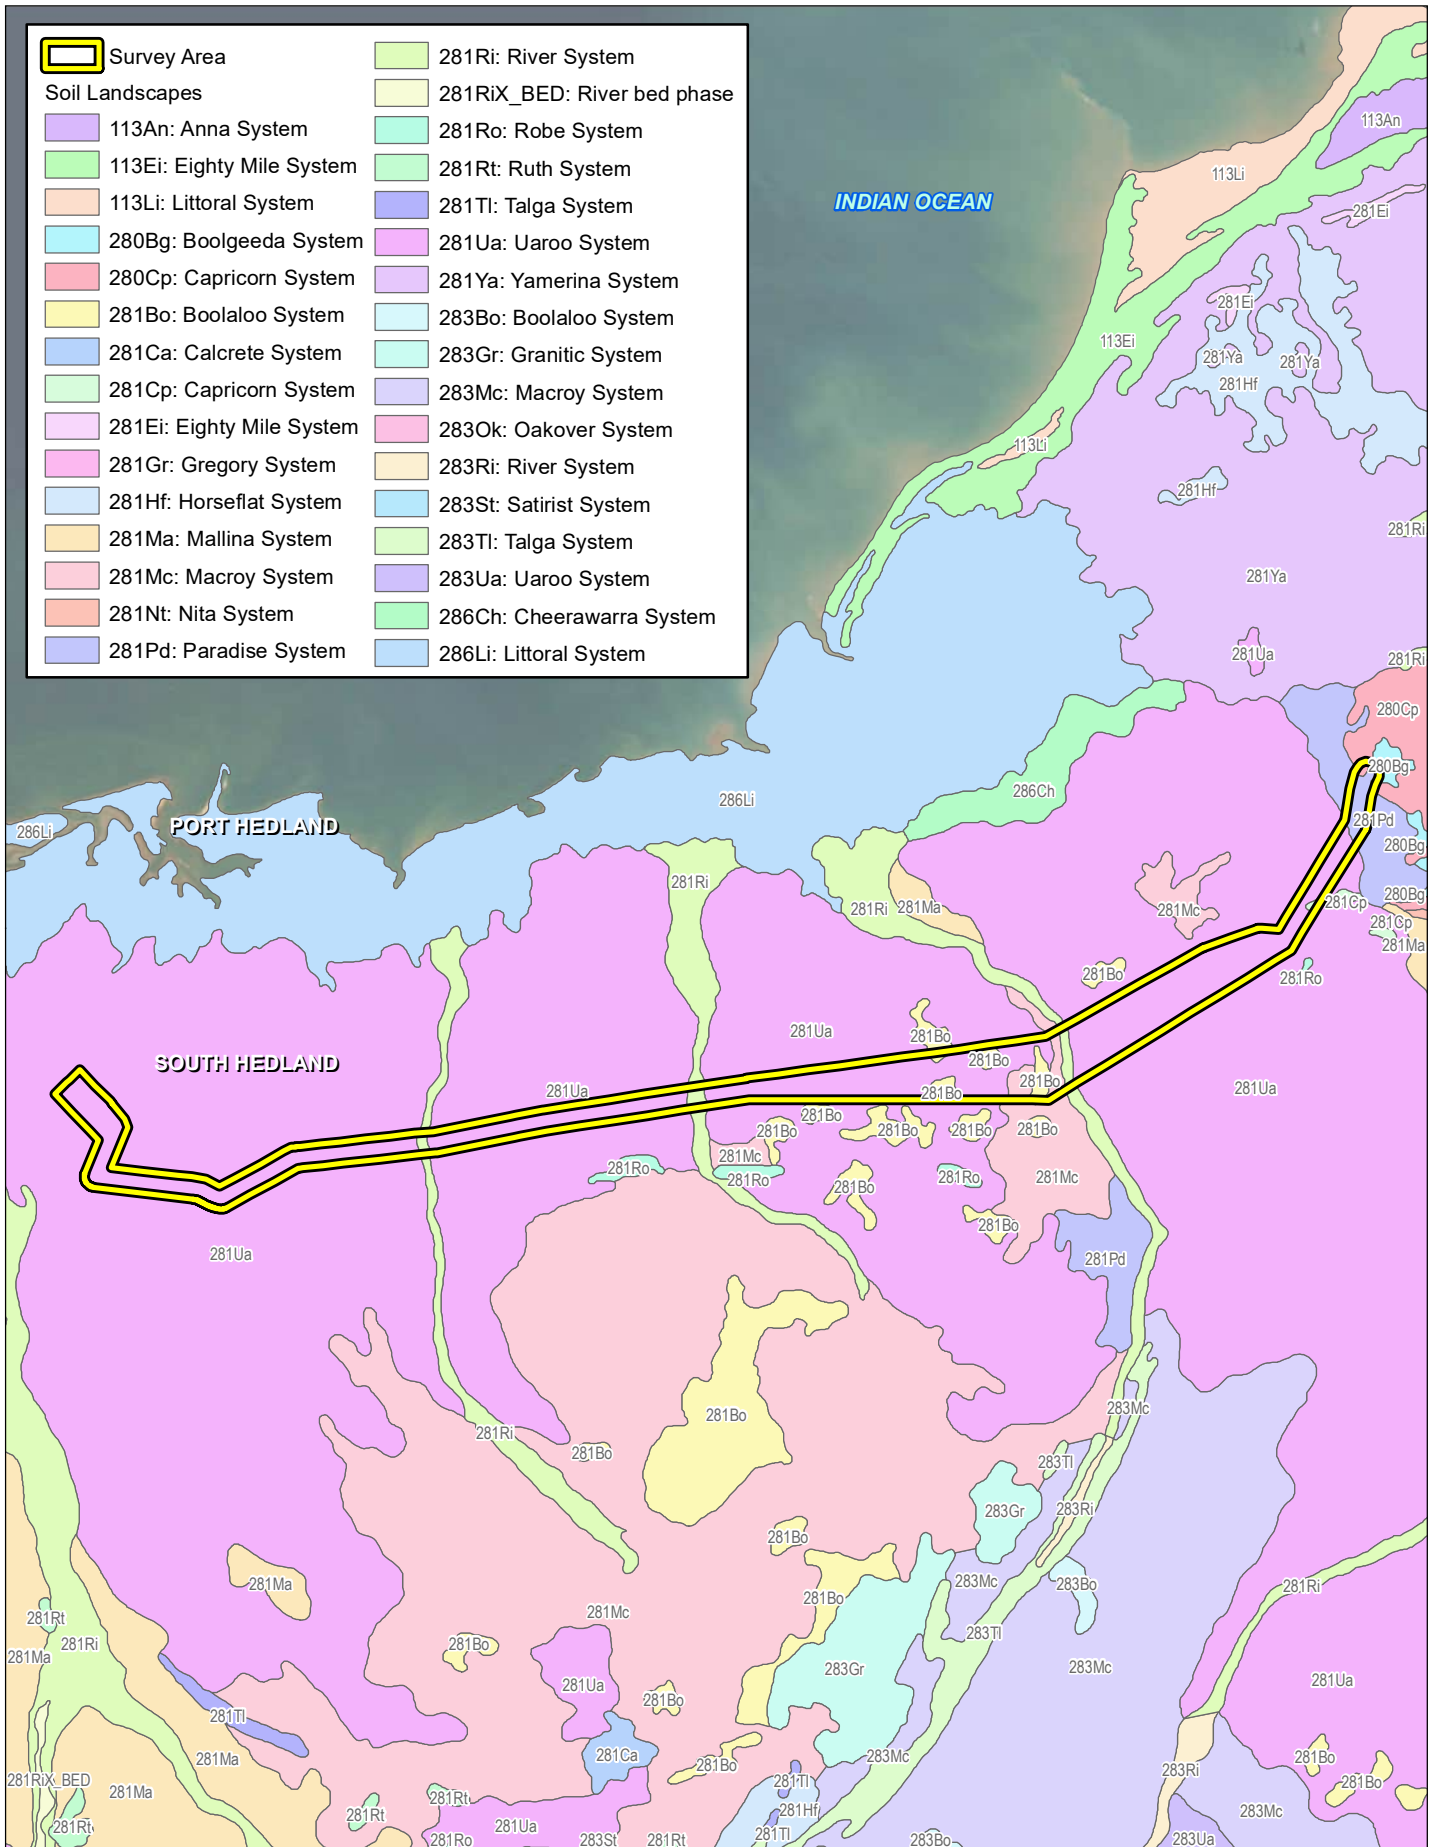 Survey Area
Soil Landscapes
113An: Anna System
113Ei: Eighty Mile System
113Li: Littoral System
280Bg: Boolgeeda System
280Cp: Capricorn System
281Bo: Boolaloo System
281Ca: Calcrete System
281Cp: Capricorn System
281Ei: Eighty Mile System
281Gr: Gregory System
281Hf: Horseflat System
281Ma: Mallina System
281Mc: Macroy System
281Nt: Nita System
281Pd: Paradise System
281Ri: River System
281RiX_BED: River bed phase
281Ro: Robe System
281Rt: Ruth System
281Tl: Talga System
281Ua: Uaroo System
281Ya: Yamerina System
283Bo: Boolaloo System
283Gr: Granitic System
283Mc: Macroy System
283Ok: Oakover System
283Ri: River System
283St: Satirist System
283Tl: Talga System
283Ua: Uaroo System
286Ch: Cheerawarra System
286Li: Littoral System
113An
113Li
INDIAN OCEAN
281Ei
281Ei
113Ei
281Ya
281Ya
281Hf
113Li
281Hf
281Ri
281Ya
281Ua
281Ri
280Cp
280Bg
286Ch
286Li
281Pd
PORT HEDLAND
286Li
280Bg
281Ri
280Bg
281Cp
281Ri
281Ma
281Mc
281Cp
281Ma
281Bo
281Ro
281Ua
281Bo
SOUTH HEDLAND
281Bo
281Bo
281Ua
281Bo
281Ua
281Bo
281Bo
281Bo
281Bo
281Bo
281Mc
281Ro
281Ro
281Ro
281Mc
281Bo
281Bo
281Ua
281Pd
283Mc
281Bo
281Ri
281Bo
283Tl
283Gr
283Ri
281Bo
281Ma
283Mc
283Bo
281Ri
281Bo
281Mc
281Rt
281Ri
281Bo
283Tl
281Ma
283Gr
283Mc
281Ua
281Ua
281Bo
281Tl
281Ma
281Ca
283Mc
281Bo
281Bo
283Ri
281RiX_BED
281Ma
281Tl
281Bo
281Rt
281Rt
281Hf
283Mc
281Rt
281Ua
281Tl
281Ro
283St
281Rt
283Bo
283Ua